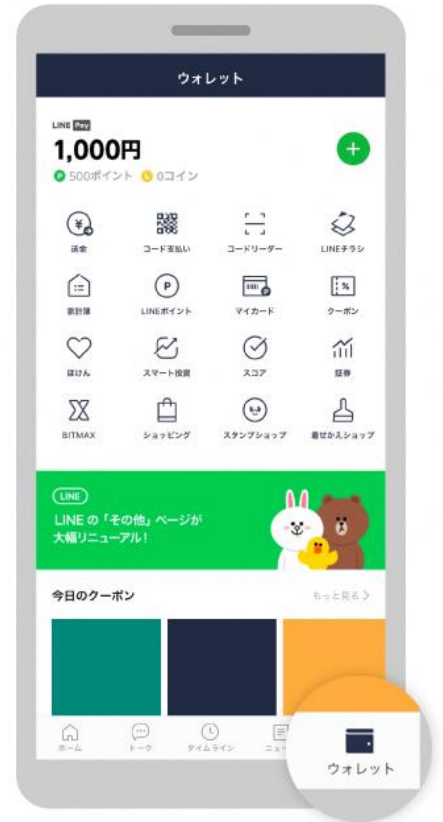 ウォレット
LINE Pay
1,000円
P 500ポイント L 0コイン
送金 コード支払い コードリーダー LINEチラシ
家計簿 LINEポイント マイカード クーポン
ほけん スマート投資 スコア 証券
BITMAX ショッピング スタンプショップ 着せかえショップ
LINE
LINE の「その他」ページが
大幅リニューアル!
今日のクーポン もっと見る
ホーム トーク タイムライン ニュー
ウォレット